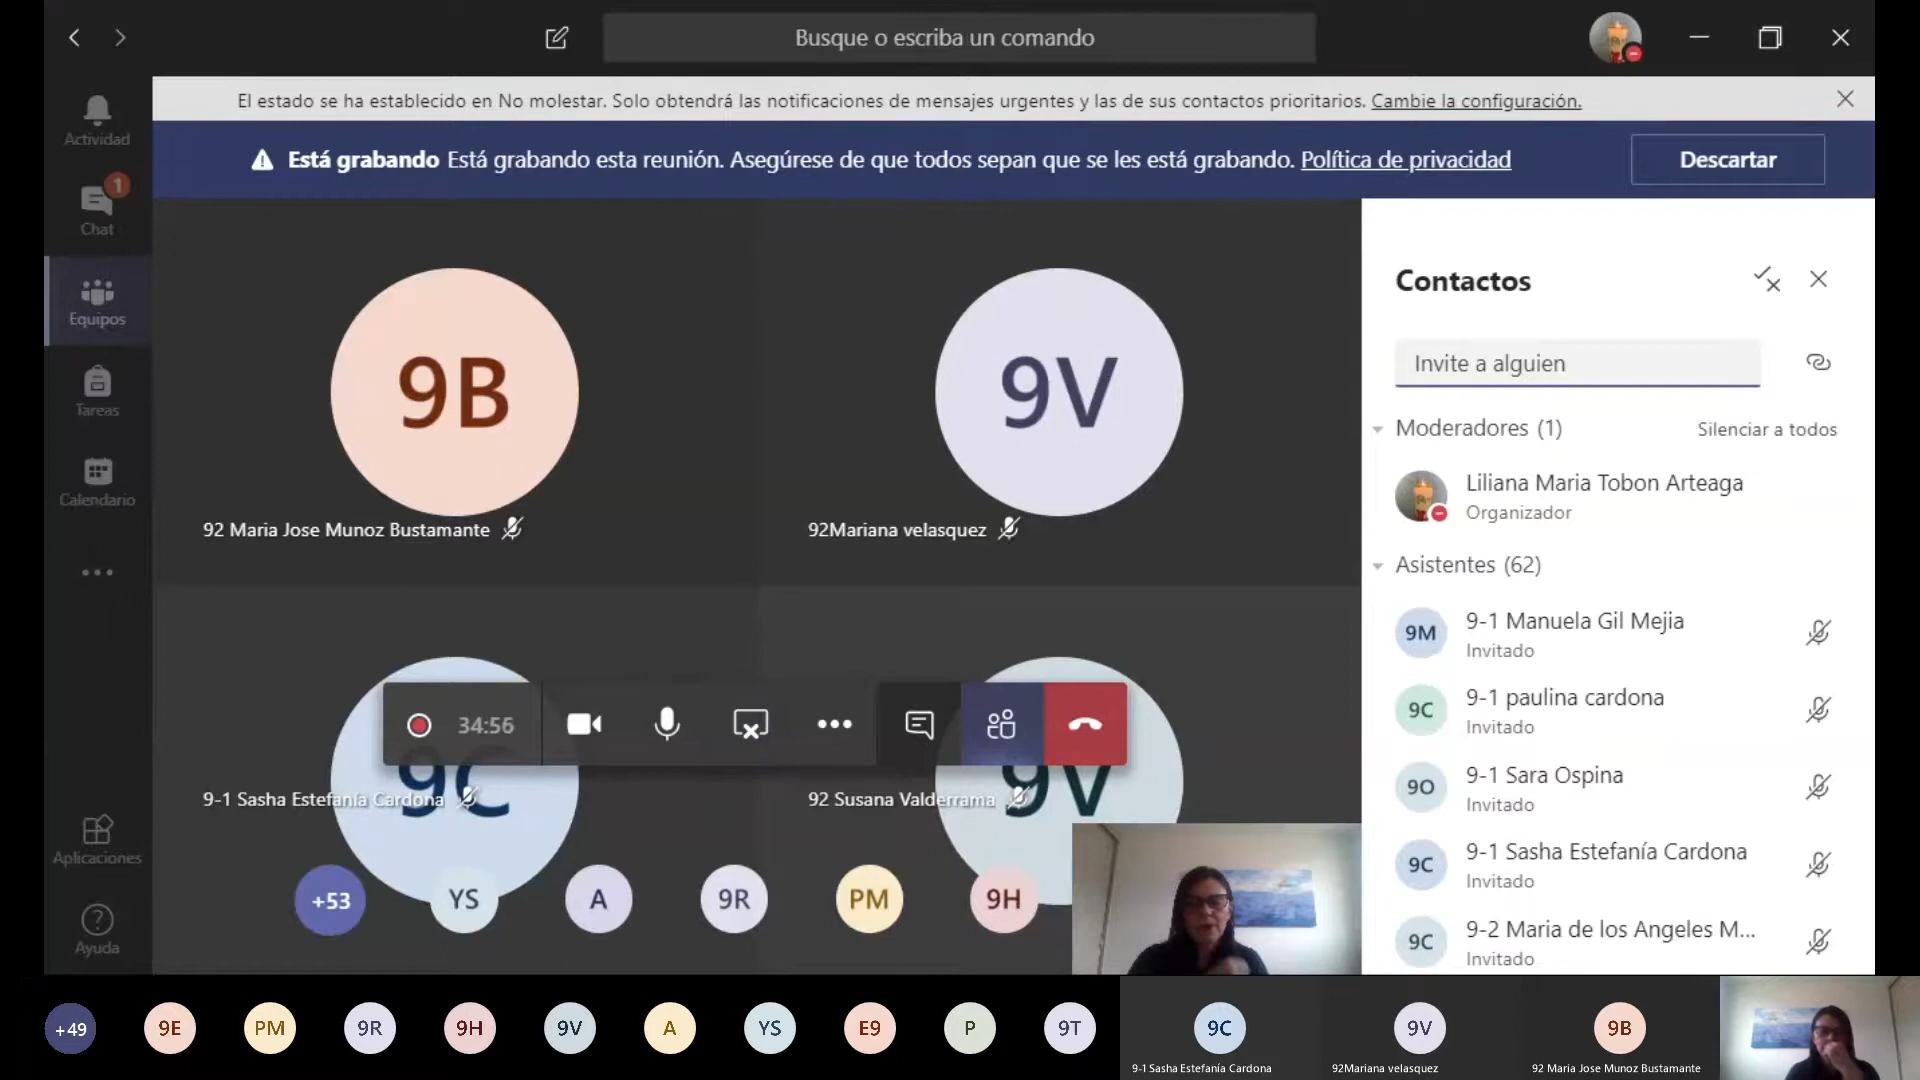 Busque o escriba un comando
El estado se ha establecido en No molestar. Solo obtendrá las notificaciones de mensajes urgentes y las de sus contactos prioritarios. Cambie la configuración.
Está grabando Está grabando esta reunión. Asegúrese de que todos sepan que se les está grabando. Política de privacidad
Descartar
Actividad
1
Chat
Equipos
Tareas
Calendario
Aplicaciones
Ayuda
9B
92 Maria Jose Munoz Bustamante
9V
92Mariana velasquez
34:56
9C
9-1 Sasha Estefanía Cardona
9V
92 Susana Valderrama
+53
YS
A
9R
PM
9H
Contactos
Invite a alguien
Moderadores (1)
Silenciar a todos
Liliana Maria Tobon Arteaga
Organizador
Asistentes (62)
9M
9-1 Manuela Gil Mejia
Invitado
9C
9-1 paulina cardona
Invitado
9O
9-1 Sara Ospina
Invitado
9C
9-1 Sasha Estefanía Cardona
Invitado
9C
9-2 Maria de los Angeles M...
Invitado
+49
9E
PM
9R
9H
9V
A
YS
E9
P
9T
9C
9-1 Sasha Estefanía Cardona
9V
92Mariana velasquez
9B
92 Maria Jose Munoz Bustamante